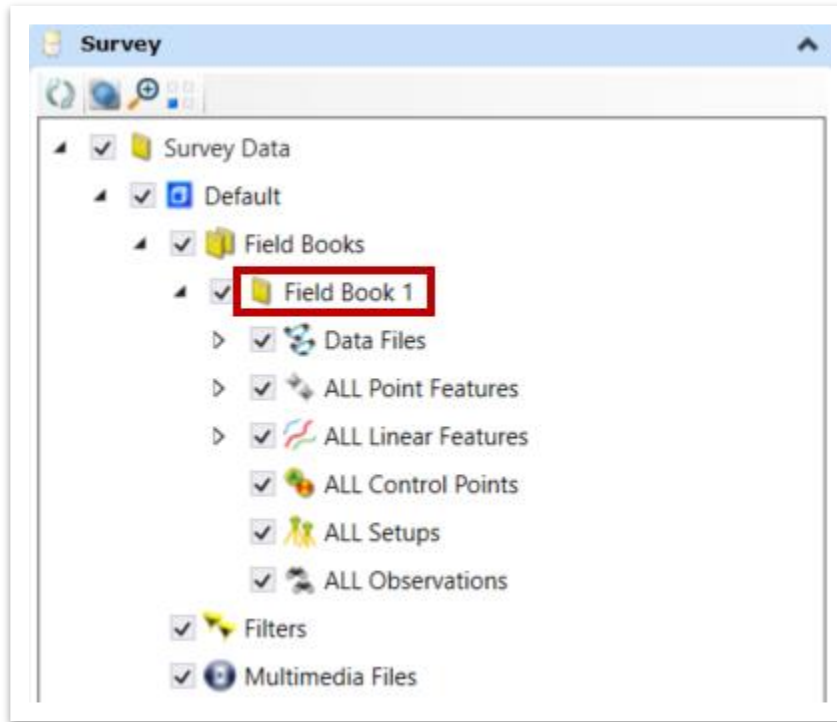 Survey
Survey Data
Default
Field Books
Field Book 1
Data Files
ALL Point Features
ALL Linear Features
ALL Control Points
ALL Setups
ALL Observations
Filters
Multimedia Files